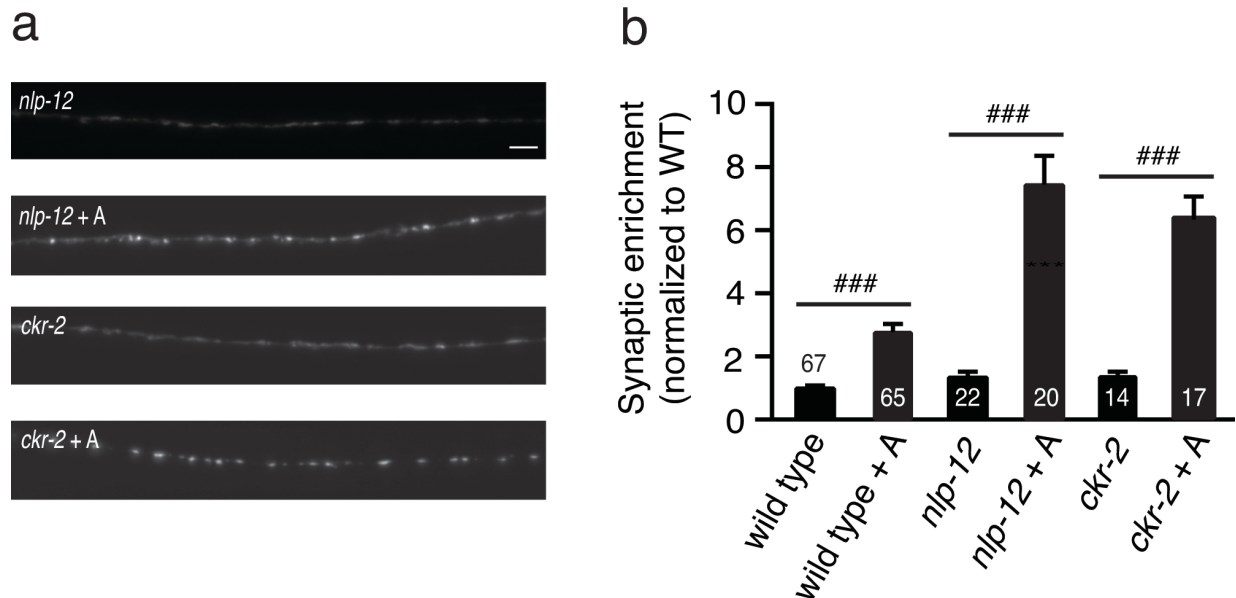 a
nlp-12
nlp-12 + A
ckr-2
ckr-2 + A
b
Synaptic enrichment
(normalized to WT)
10
8
6
4
2
0
###
###
###
***
67
65
22
20
14
17
wild type
wild type + A
nlp-12
nlp-12 + A
ckr-2
ckr-2 + A